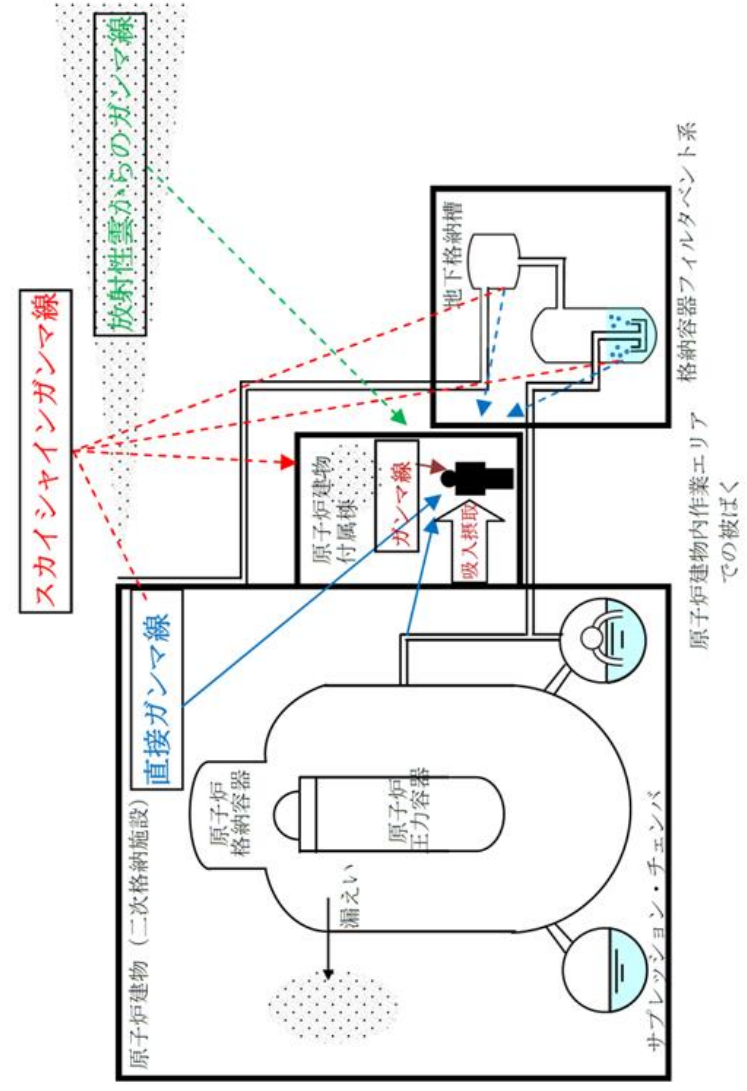 スカイシャインガンマ線
放射性雲からのガンマ線
原子炉建物（二次格納施設）
直接ガンマ線
原子炉建物
付属棟
ガンマ線
吸入摂取
地下格納槽
原子炉
格納容器
原子炉
圧力容器
漏えい
サプレッション・チェンバ
原子炉建物内作業エリア
での被ばく
格納容器フィルタベント系